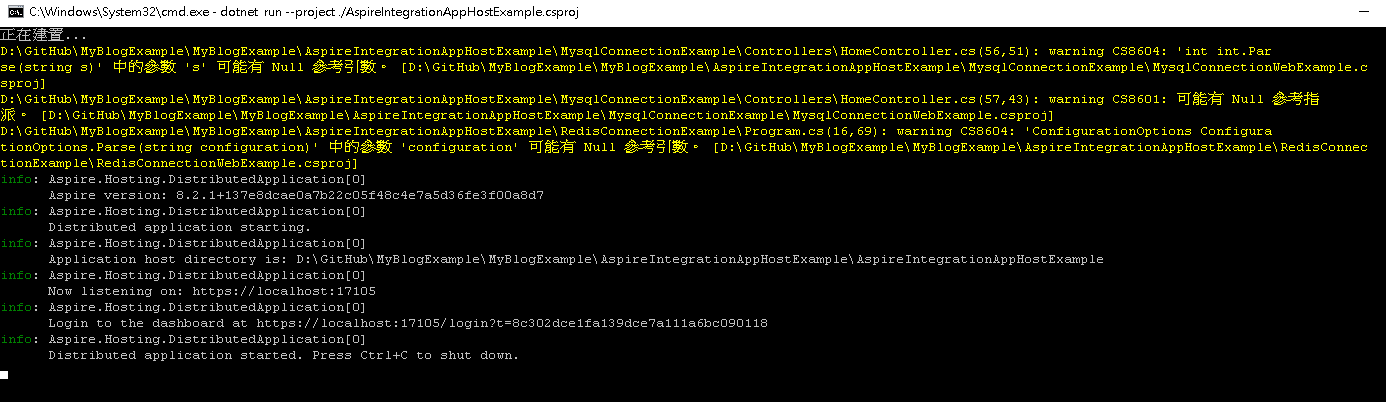 C:\Windows\System32\cmd.exe - dotnet run --project ./AspireIntegrationAppHostExample.csproj
正在建置...
D:\GitHub\MyBlogExample\MyBlogExample\AspireIntegrationAppHostExample\MysqlConnectionExample\Controllers\HomeController.cs(56,51): warning CS8604: 'int int.Par
se(string s)' 中的參數 's' 可能有 Null 參考引數。 [D:\GitHub\MyBlogExample\MyBlogExample\AspireIntegrationAppHostExample\MysqlConnectionExample\MysqlConnectionWebExample.c
sproj]
D:\GitHub\MyBlogExample\MyBlogExample\AspireIntegrationAppHostExample\MysqlConnectionExample\Controllers\HomeController.cs(57,43): warning CS8601: 可能有 Null 參考指
派。 [D:\GitHub\MyBlogExample\MyBlogExample\AspireIntegrationAppHostExample\MysqlConnectionExample\MysqlConnectionWebExample.csproj]
D:\GitHub\MyBlogExample\MyBlogExample\AspireIntegrationAppHostExample\RedisConnectionExample\Program.cs(16,69): warning CS8604: 'ConfigurationOptions Configura
tionOptions.Parse(string configuration)' 中的參數 'configuration' 可能有 Null 參考引數。 [D:\GitHub\MyBlogExample\MyBlogExample\AspireIntegrationAppHostExample\RedisConnec
tionExample\RedisConnectionWebExample.csproj]
info: Aspire.Hosting.DistributedApplication[0]
Aspire version: 8.2.1+137e8dcae0a7b22c05f48c4e7a5d36fe3f00a8d7
info: Aspire.Hosting.DistributedApplication[0]
Distributed application starting.
info: Aspire.Hosting.DistributedApplication[0]
Application host directory is: D:\GitHub\MyBlogExample\MyBlogExample\AspireIntegrationAppHostExample\AspireIntegrationAppHostExample
info: Aspire.Hosting.DistributedApplication[0]
Now listening on: https://localhost:17105
info: Aspire.Hosting.DistributedApplication[0]
Login to the dashboard at https://localhost:17105/login?t=8c302dce1fa139dce7a111a6bc090118
info: Aspire.Hosting.DistributedApplication[0]
Distributed application started. Press Ctrl+C to shut down.